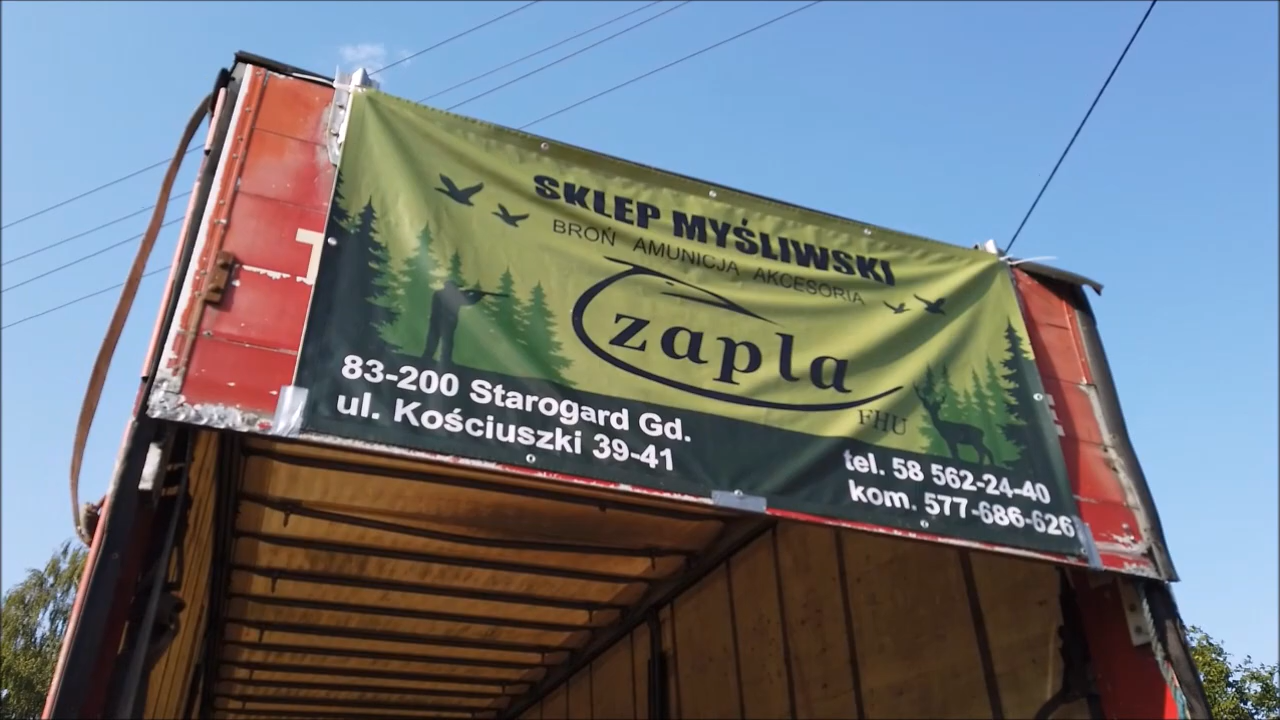 SKLEP MYŚLIWSKI
BROŃ AMUNICJA AKCESORIA
zapla
FHU
83-200 Starogard Gd.
ul. Kościuszki 39-41
tel. 58 562-24-40
kom. 577-686-626